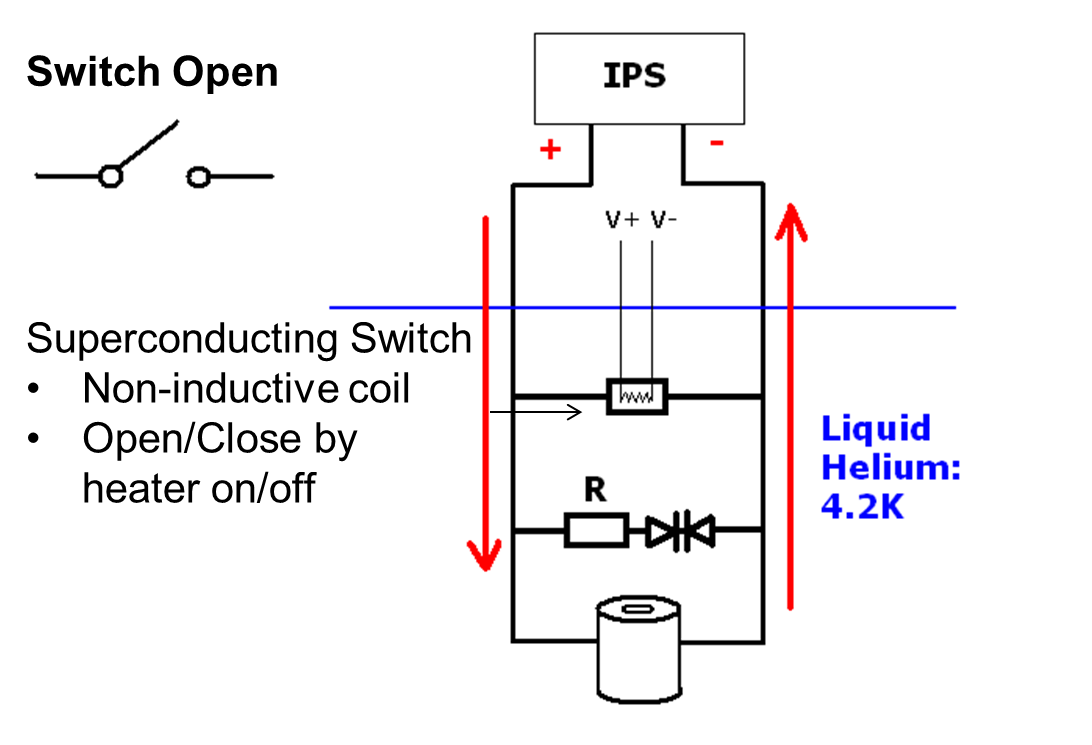 Switch Open
IPS
+ -
V+ V-
Superconducting Switch
• Non-inductive coil
• Open/Close by
heater on/off
Liquid
Helium:
4.2K
R